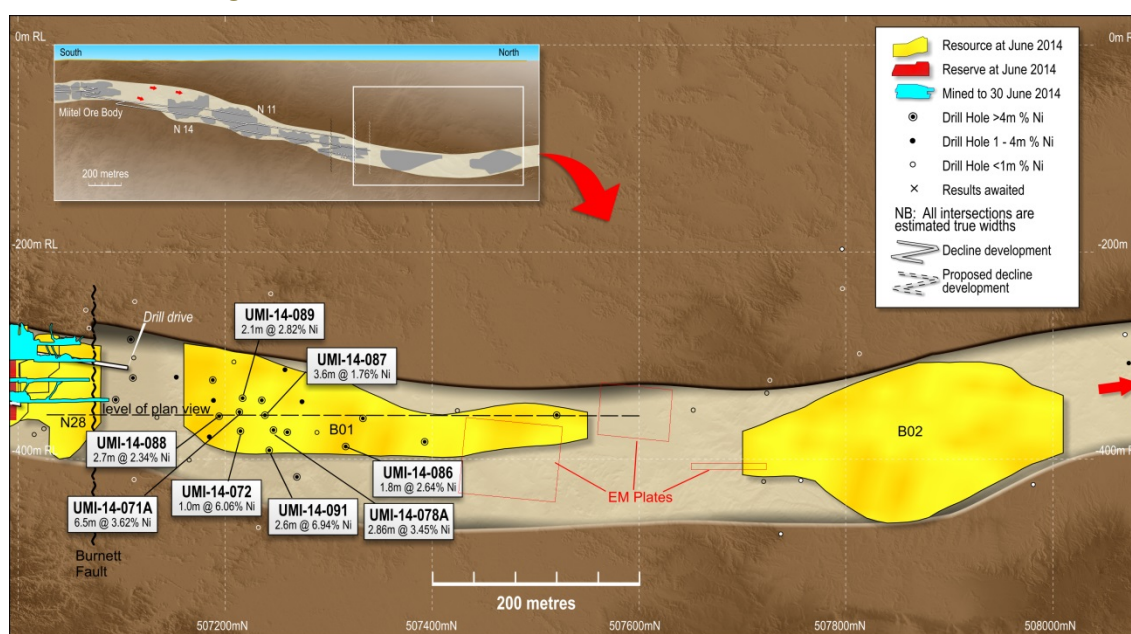 0m RL
South
North
Miitel Ore Body
N 11
N 14
200 metres
0m R
Resource at June 2014
Reserve at June 2014
Mined to 30 June 2014
Drill Hole >4m % Ni
Drill Hole 1 - 4m % Ni
Drill Hole <1m % Ni
Results awaited
NB: All intersections are
estimated true widths
Decline development
Proposed decline
development
-200m RL
-200m
Drill drive
UMI-14-089
2.1m @ 2.82% Ni
UMI-14-087
3.6m @ 1.76% Ni
level of plan view
N28
B01
B02
UMI-14-088
2.7m @ 2.34% Ni
-400m RL
-400m
UMI-14-086
1.8m @ 2.64% Ni
EM Plates
UMI-14-072
1.0m @ 6.06% Ni
UMI-14-071A
6.5m @ 3.62% Ni
UMI-14-091
2.6m @ 6.94% Ni
UMI-14-078A
2.86m @ 3.45% Ni
Burnett
Fault
200 metres
507200mN
507400mN
507600mN
507800mN
508000mN